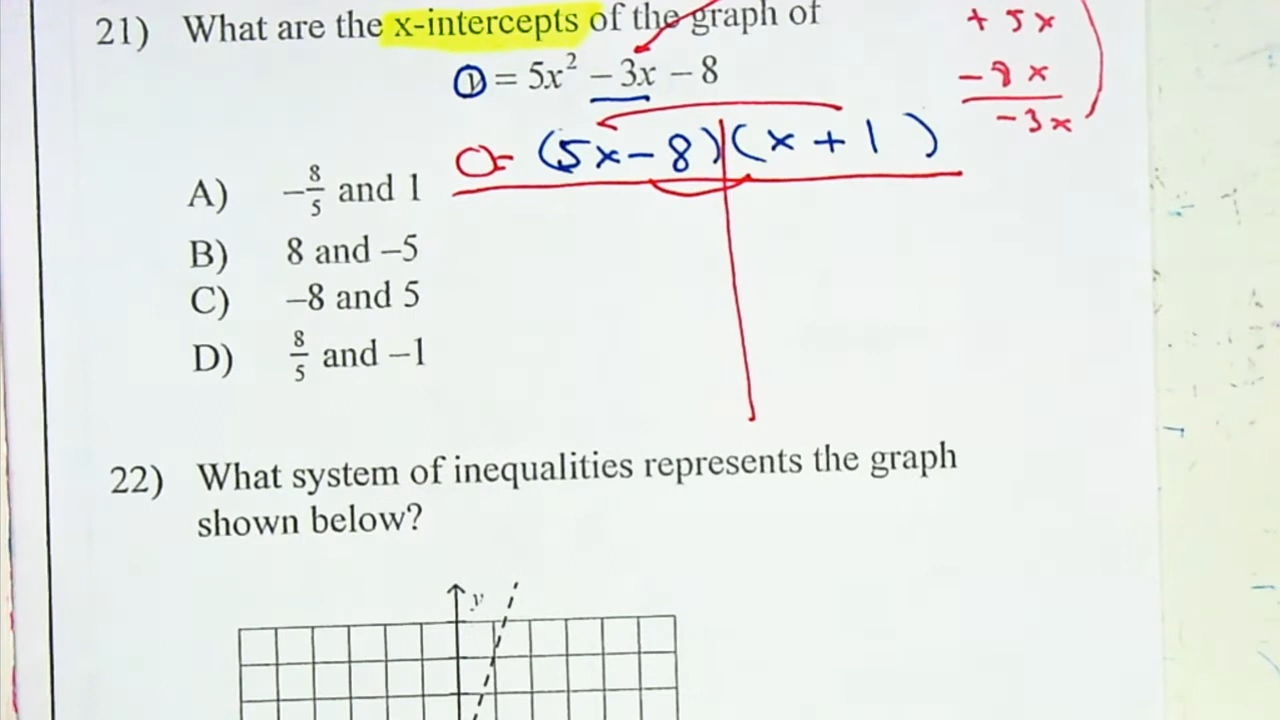 21) What are the x-intercepts of the graph of
y = 5x² – 3x – 8
+ 5x
– 8x
– 3x
0 = (5x – 8)(x + 1)
A) –8/5 and 1
B) 8 and –5
C) –8 and 5
D) 8/5 and –1
22) What system of inequalities represents the graph
shown below?
y